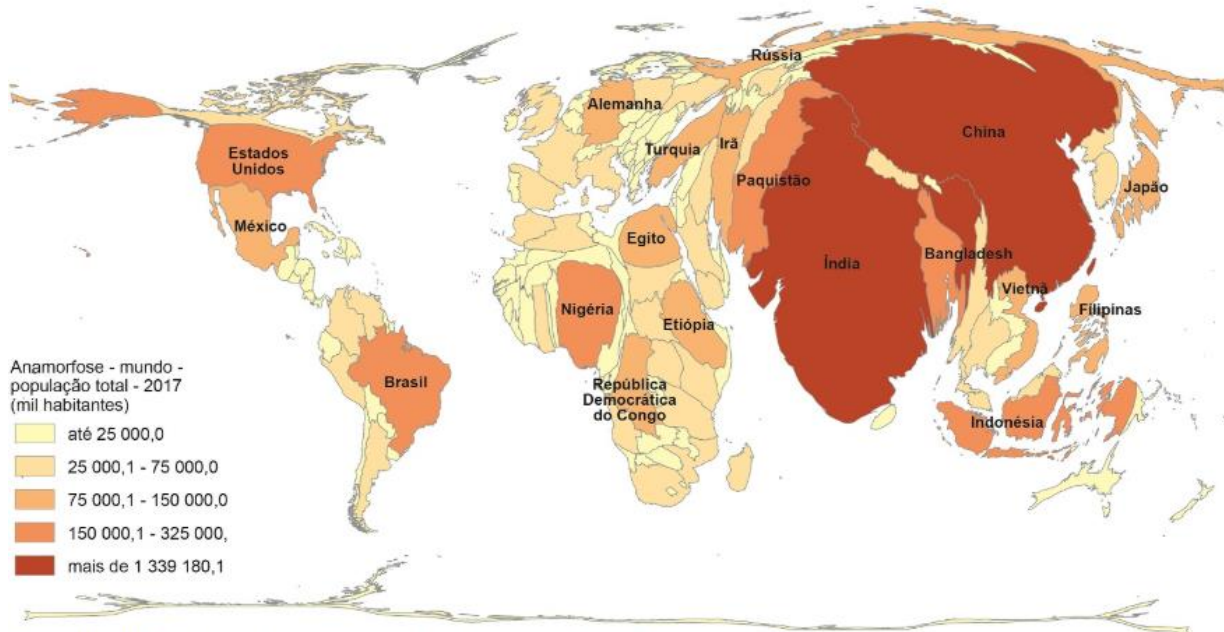 Rússia
Alemanha
China
Estados
Unidos
Turquia
Irã
Paquistão
Japão
México
Egito
Índia
Bangladesh
Nigéria
Vietnã
Etiópia
Filipinas
Anamorfose - mundo -
população total - 2017
(mil habitantes)
Brasil
República
Democrática
do Congo
Indonésia
até 25 000,0
25 000,1 - 75 000,0
75 000,1 - 150 000,0
150 000,1 - 325 000,
mais de 1 339 180,1